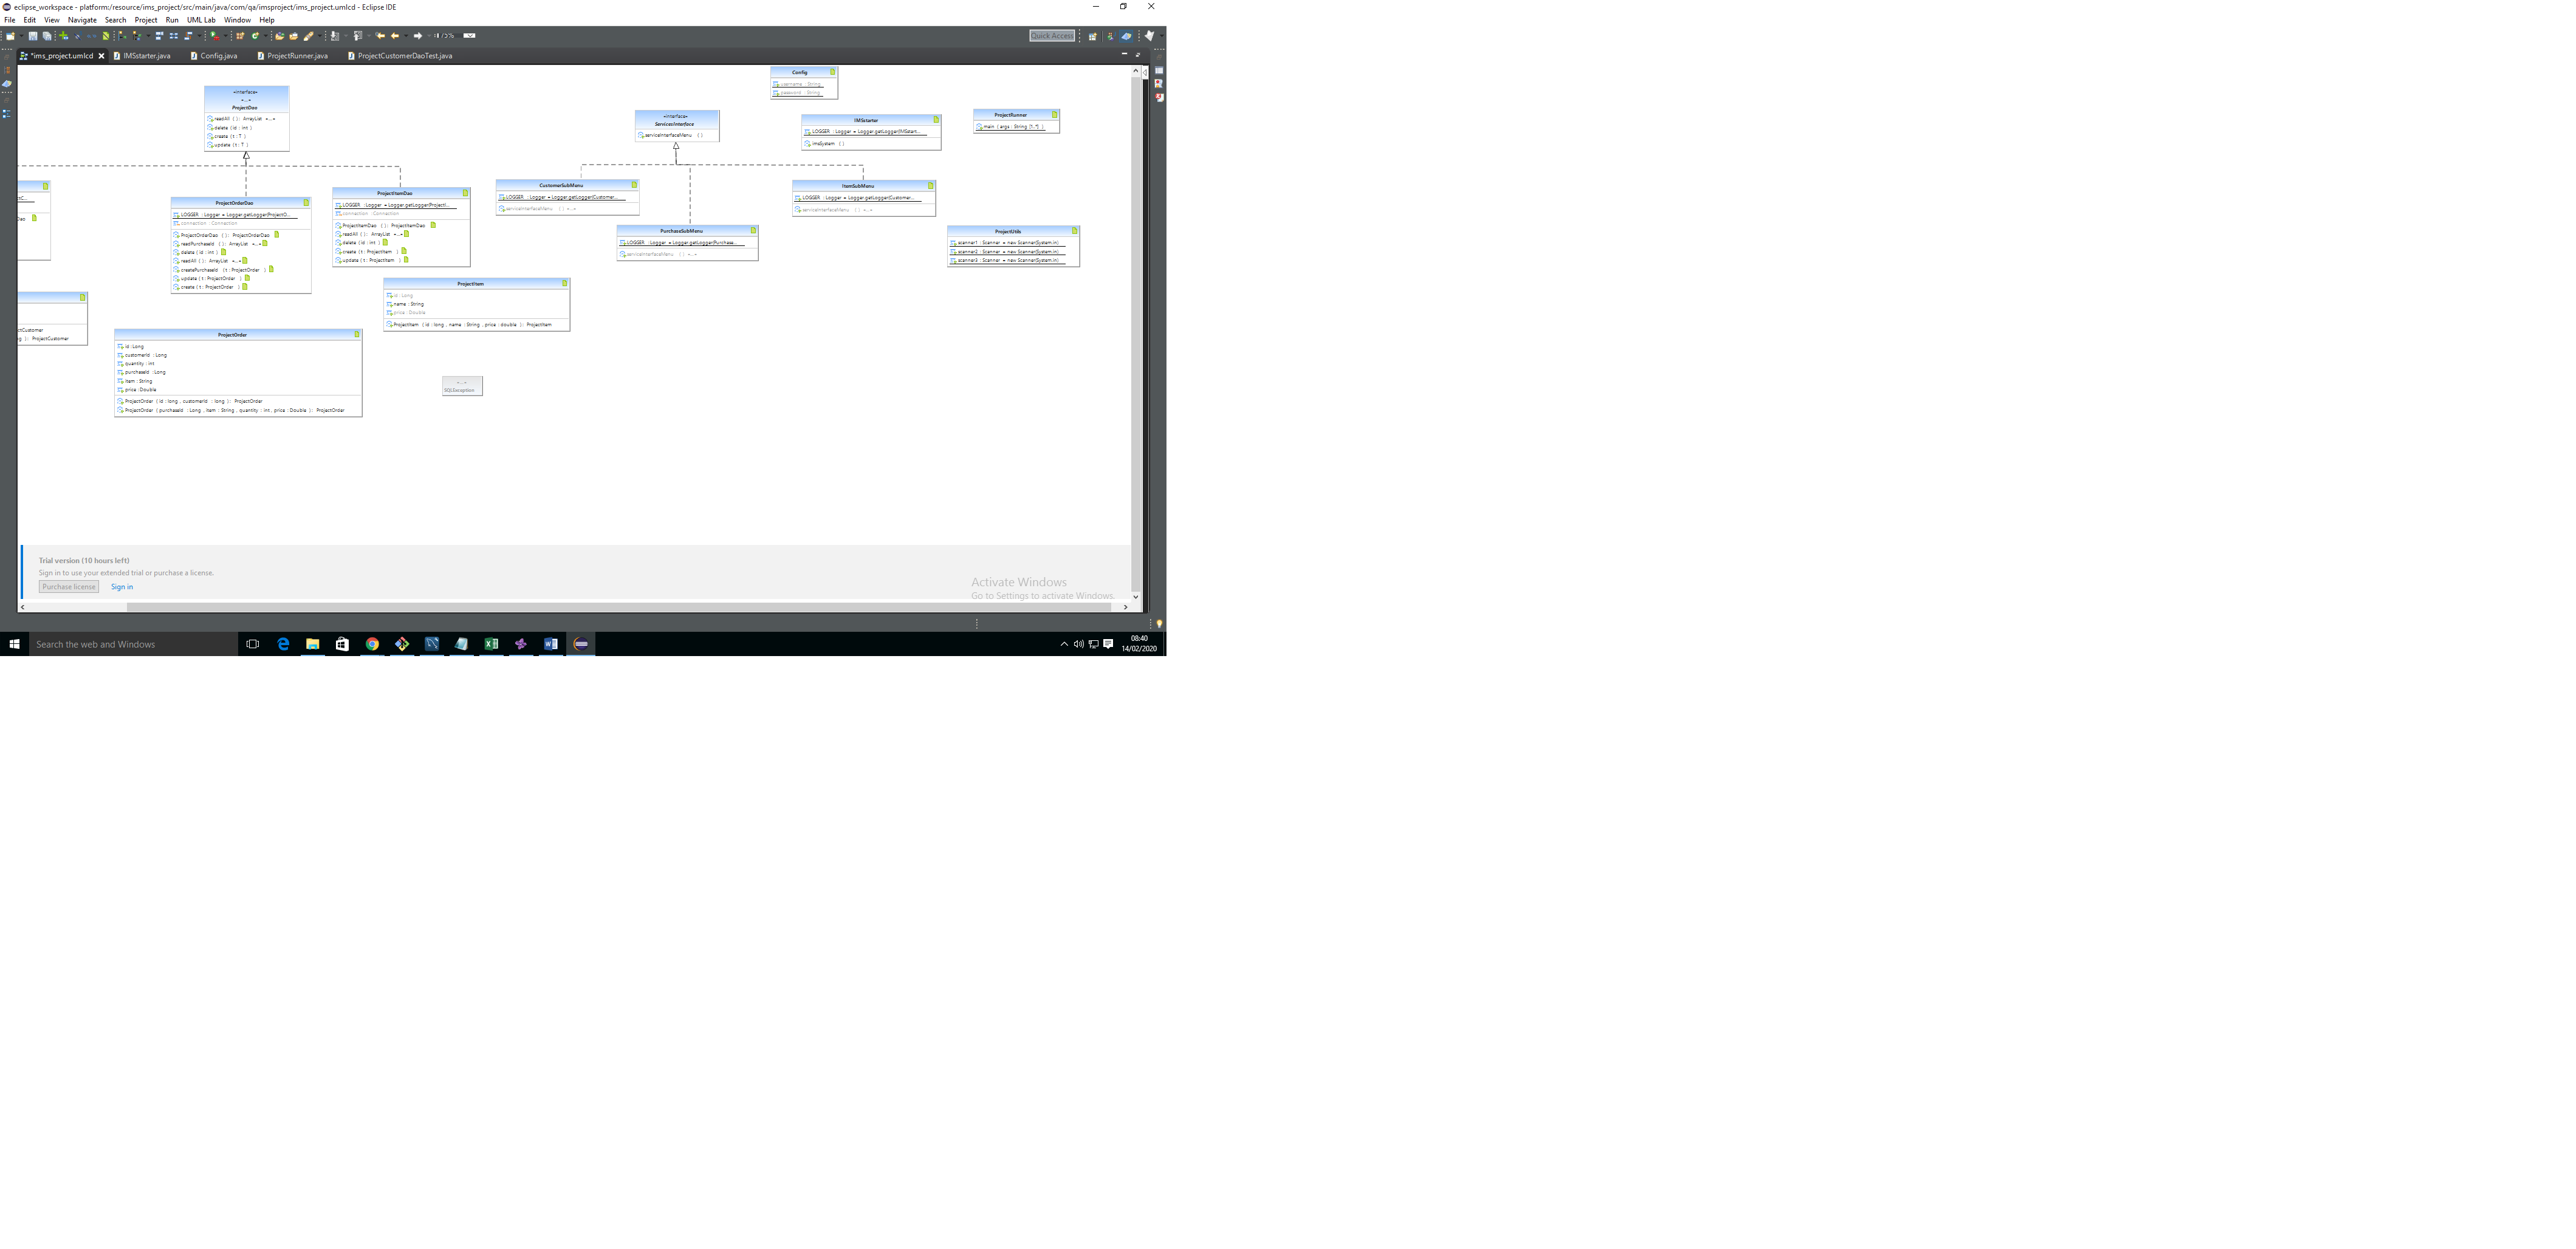 eclipse_workspace - platform:/resource/ims_project/src/main/java/com/qa/imsproject/ims_project.umlcd - Eclipse IDE
File Edit View Navigate Search Project Run UML Lab Window Help
Quick Access
*ims_project.umlcd
IMSstarter.java
Config.java
ProjectRunner.java
ProjectCustomerDaoTest.java
«interface»
«...»
ProjectDao
readAll ( ): ArrayList «...»
delete (id : int )
create (t : T )
update (t : T )
ProjectOrderDao
LOGGER : Logger = Logger.getLogger(ProjectO...
connection : Connection
ProjectOrderDao ( ): ProjectOrderDao
readPurchaseId ( ): ArrayList «...»
delete (id : int )
readAll ( ): ArrayList «...»
createPurchaseId (t : ProjectOrder )
update (t : ProjectOrder )
create (t : ProjectOrder )
ProjectItemDao
LOGGER : Logger = Logger.getLogger(ProjectI...
connection : Connection
ProjectItemDao ( ): ProjectItemDao
readAll ( ): ArrayList «...»
delete (id : int )
create (t : ProjectItem )
update (t : ProjectItem )
ctCustomer
ng ): ProjectCustomer
ProjectOrder
id : Long
customerId : Long
quantity : int
purchaseId : Long
item : String
price : Double
ProjectOrder (id : long , customerId : long ): ProjectOrder
ProjectOrder (purchaseId : Long , item : String , quantity : int , price : Double ): ProjectOrder
ProjectItem
id : Long
name : String
price : Double
ProjectItem (id : long , name : String , price : double ): ProjectItem
«...»
SQLException
«interface»
ServicesInterface
serviceInterfaceMenu ( )
CustomerSubMenu
LOGGER : Logger = Logger.getLogger(Customer...
serviceInterfaceMenu ( ) «...»
PurchaseSubMenu
LOGGER : Logger = Logger.getLogger(Purchase...
serviceInterfaceMenu ( ) «...»
ItemSubMenu
LOGGER : Logger = Logger.getLogger(Customer...
serviceInterfaceMenu ( ) «...»
Config
username : String
password : String
IMSstarter
LOGGER : Logger = Logger.getLogger(IMSstart...
imsSystem ( )
ProjectRunner
main (args : String [1..*] )
ProjectUtils
scanner1 : Scanner = new Scanner(System.in)
scanner2 : Scanner = new Scanner(System.in)
scanner3 : Scanner = new Scanner(System.in)
Trial version (10 hours left)
Sign in to use your extended trial or purchase a license.
Purchase license
Sign in
Activate Windows
Go to Settings to activate Windows.
Search the web and Windows
08:40
14/02/2020